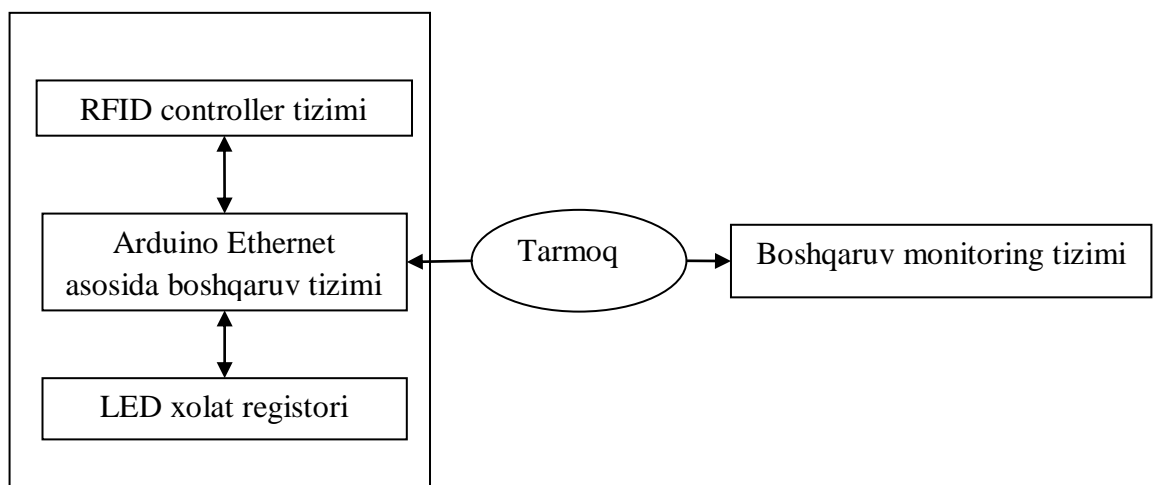 RFID controller tizimi
Arduino Ethernet
asosida boshqaruv tizimi
Tarmoq
Boshqaruv monitoring tizimi
LED xolat registori